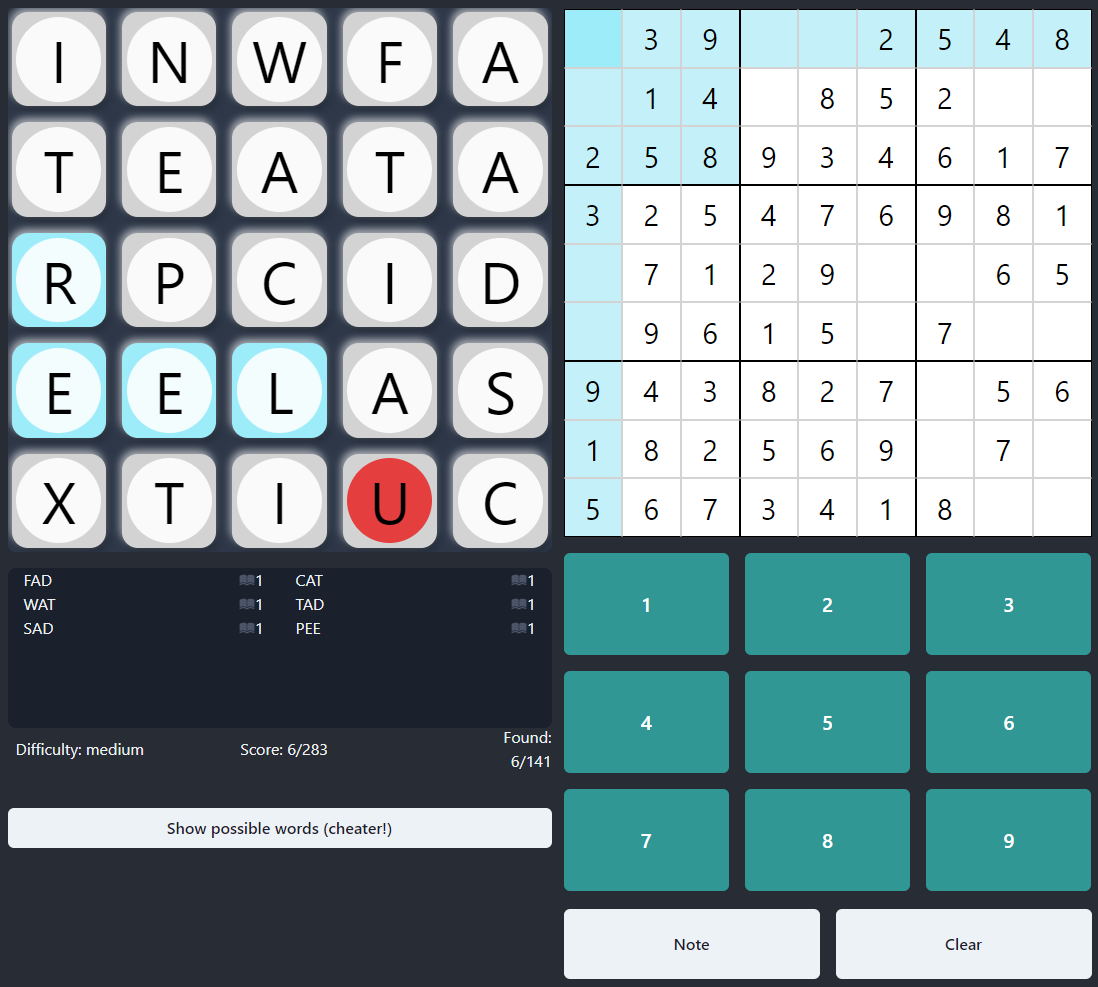 I N W F A
T E A T A
R P C I D
E E L A S
X T I U C
FAD 1 CAT 1
WAT 1 TAD 1
SAD 1 PEE 1
Difficulty: medium Score: 6/283 Found: 6/141
Show possible words (cheater!)
3 9 2 5 4 8
1 4 8 5 2
2 5 8 9 3 4 6 1 7
3 2 5 4 7 6 9 8 1
7 1 2 9 6 5
9 6 1 5 7
9 4 3 8 2 7 5 6
1 8 2 5 6 9 7
5 6 7 3 4 1 8
1 2 3
4 5 6
7 8 9
Note Clear